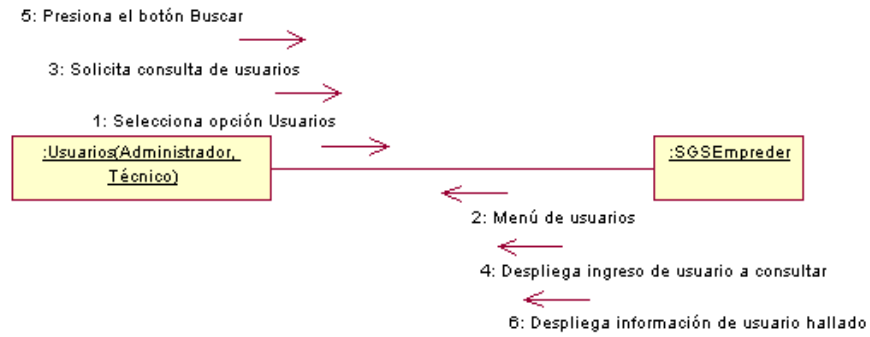 5: Presiona el botón Buscar
3: Solicita consulta de usuarios
1: Selecciona opción Usuarios
:Usuarios(Administrador,
Técnico)
:SGSEmpreder
2: Menú de usuarios
4: Despliega ingreso de usuario a consultar
6: Despliega información de usuario hallado